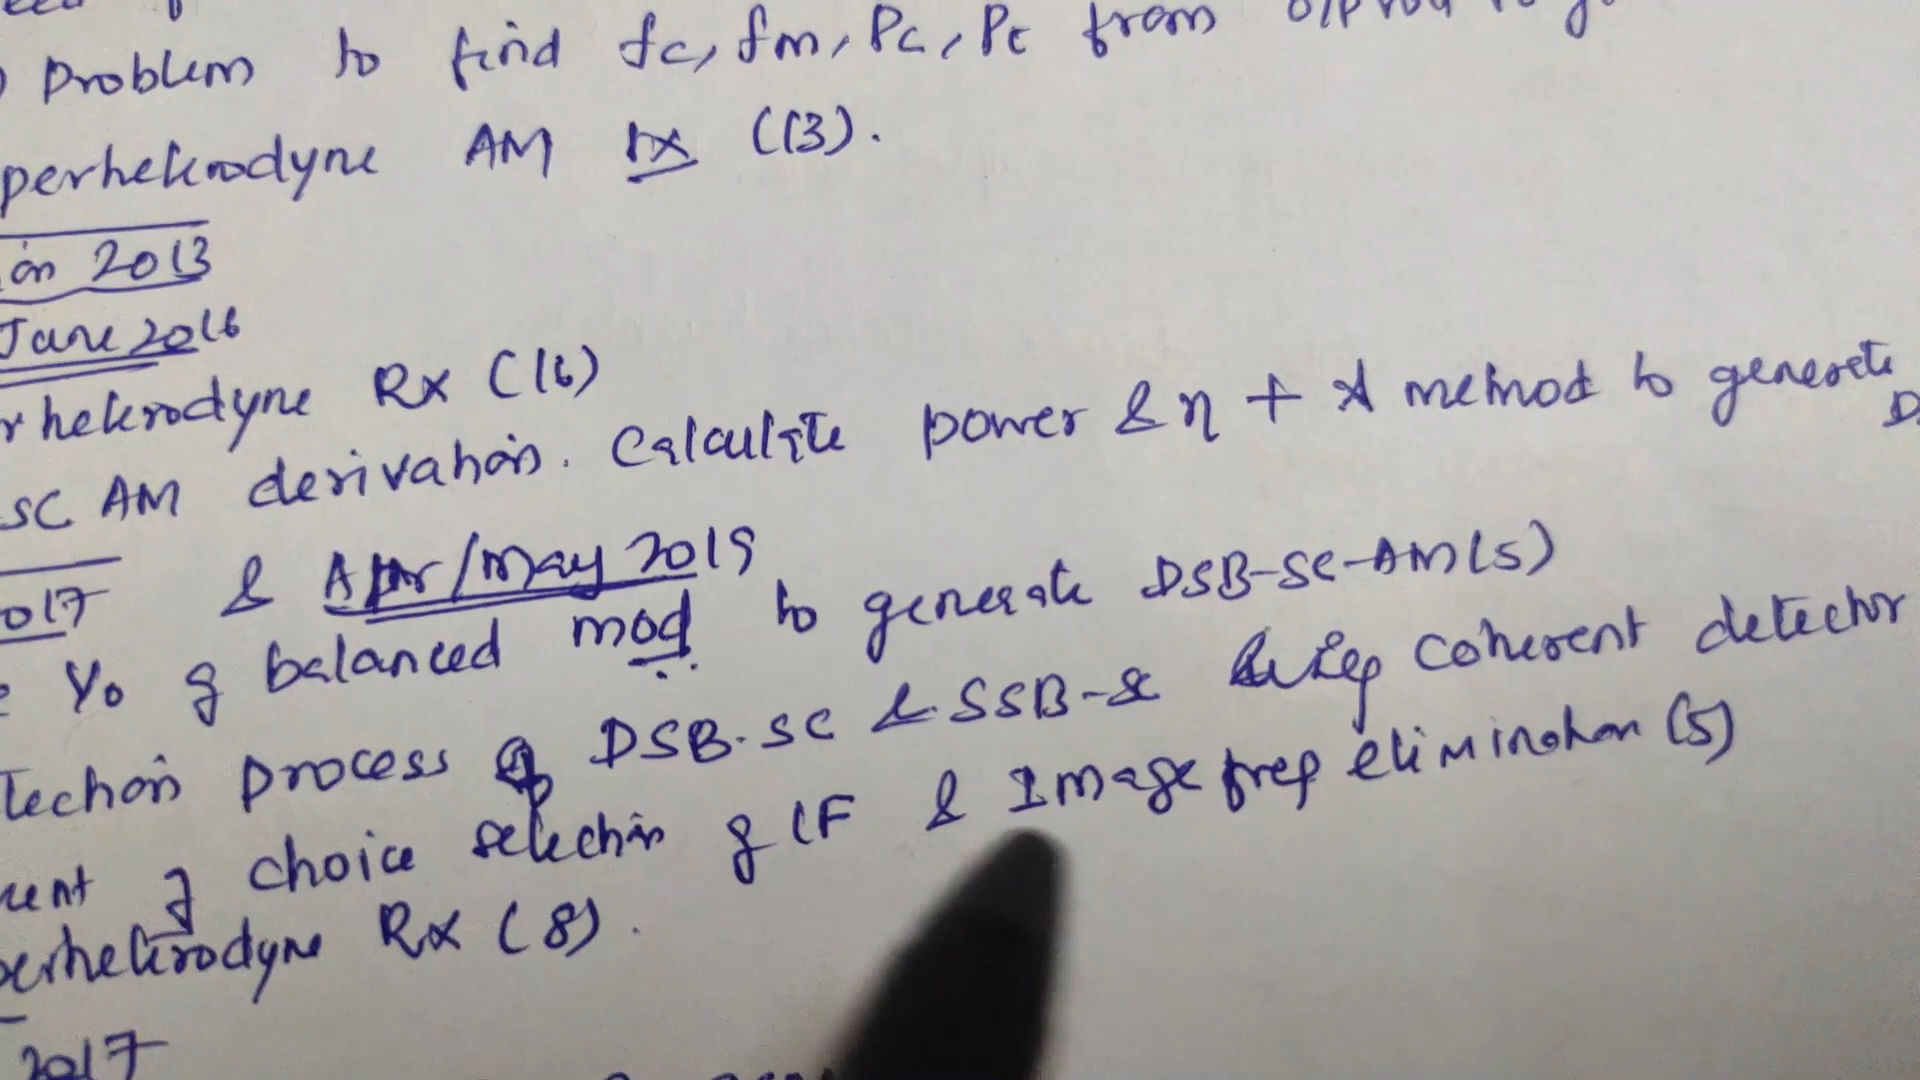 Problem to find fc, fm, Pc, Pt from
perheterodyne AM rx (13).
on 2013
June 2016
rheterodyne Rx (16)
SC AM derivation. Calculate power & η + 1 method to generate
017 & Apr/May 2019
Yo g balanced mod to generate DSB-SC-AM(5)
tection process of DSB-SC & SSB-SC coherent detector
ment of choice selection of IF & Image freq elimination (5)
perheterodyne Rx (8).
2017